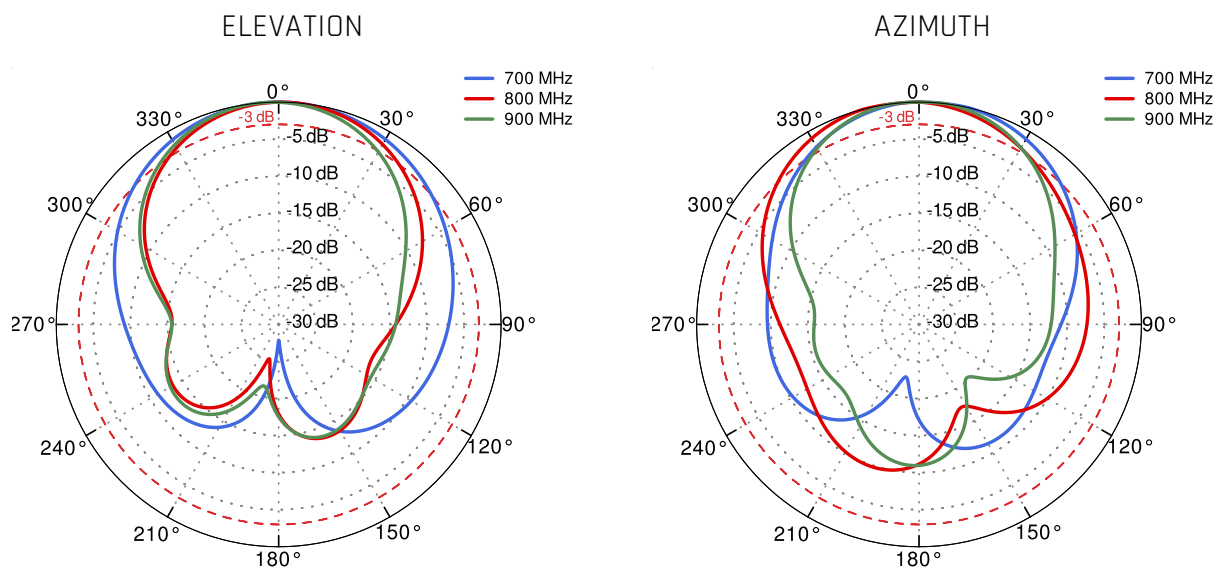 ELEVATION
700 MHz
800 MHz
900 MHz
0°
330°
-3 dB
30°
-5 dB
-10 dB
300°
60°
-15 dB
-20 dB
-25 dB
270°
-30 dB
90°
240°
120°
210°
150°
180°
AZIMUTH
700 MHz
800 MHz
900 MHz
0°
330°
-3 dB
30°
-5 dB
-10 dB
300°
60°
-15 dB
-20 dB
-25 dB
270°
-30 dB
90°
240°
120°
210°
150°
180°